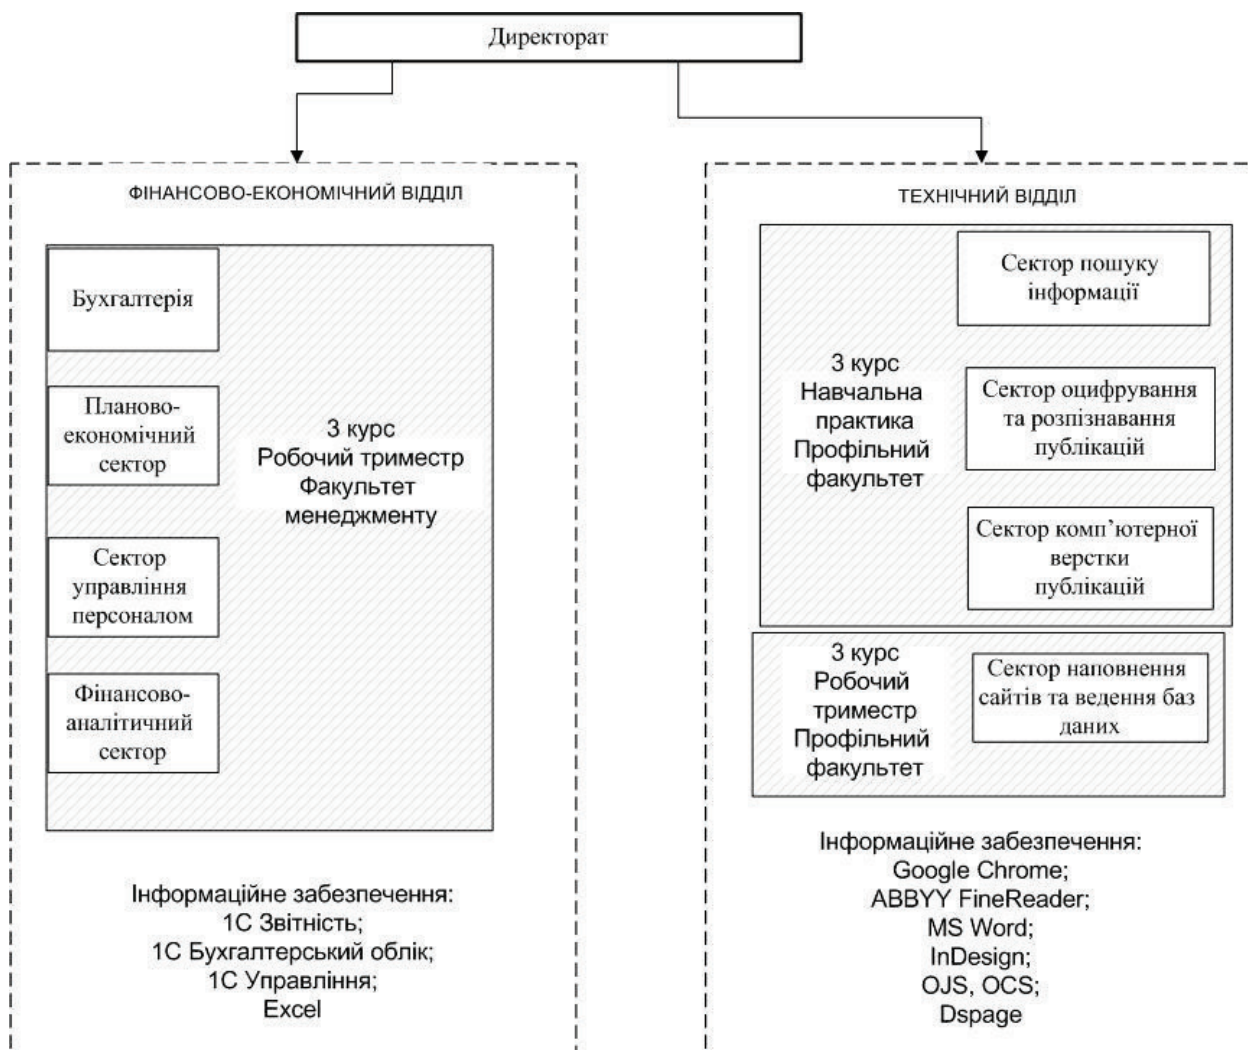 Директорат
ФІНАНСОВО-ЕКОНОМІЧНИЙ ВІДДІЛ
Бухгалтерія
Планово-
економічний
сектор
Сектор
управління
персоналом
Фінансово-
аналітичний
сектор
3 курс
Робочий триместр
Факультет
менеджменту
Інформаційне забезпечення:
1С Звітність;
1С Бухгалтерський облік;
1С Управління;
Excel
ТЕХНІЧНИЙ ВІДДІЛ
3 курс
Навчальна
практика
Профільний
факультет
Сектор пошуку
інформації
Сектор оцифрування
та розпізнавання
публікацій
Сектор комп’ютерної
верстки
публікацій
3 курс
Робочий
триместр
Профільний
факультет
Сектор наповнення
сайтів та ведення баз
даних
Інформаційне забезпечення:
Google Chrome;
ABBYY FineReader;
MS Word;
InDesign;
OJS, OCS;
Dspage